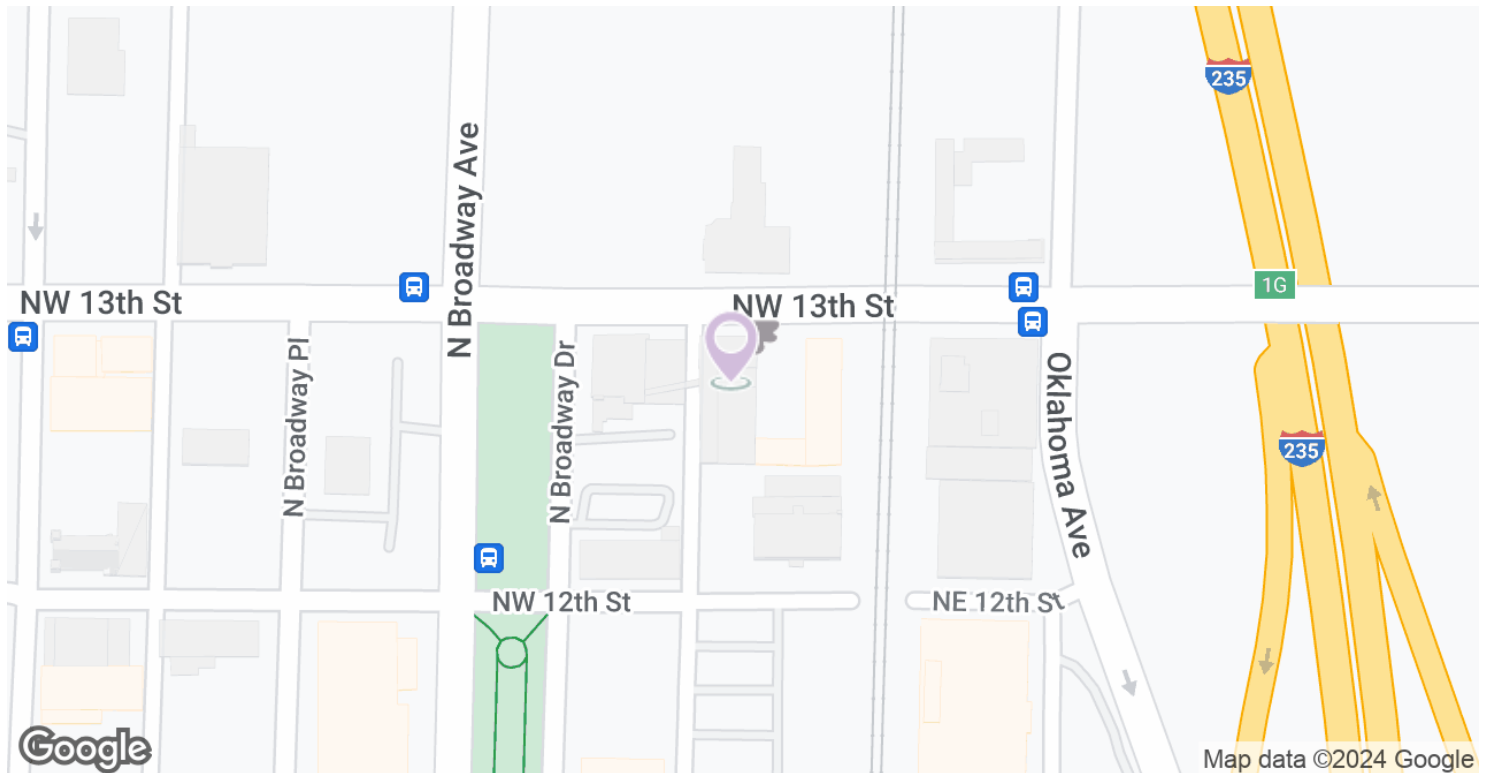 235
N Broadway Ave
1G
NW 13th St
NW 13th St
N Broadway Pl
N Broadway Dr
Oklahoma Ave
235
NW 12th St
NE 12th St
Google
Map data ©2024 Google